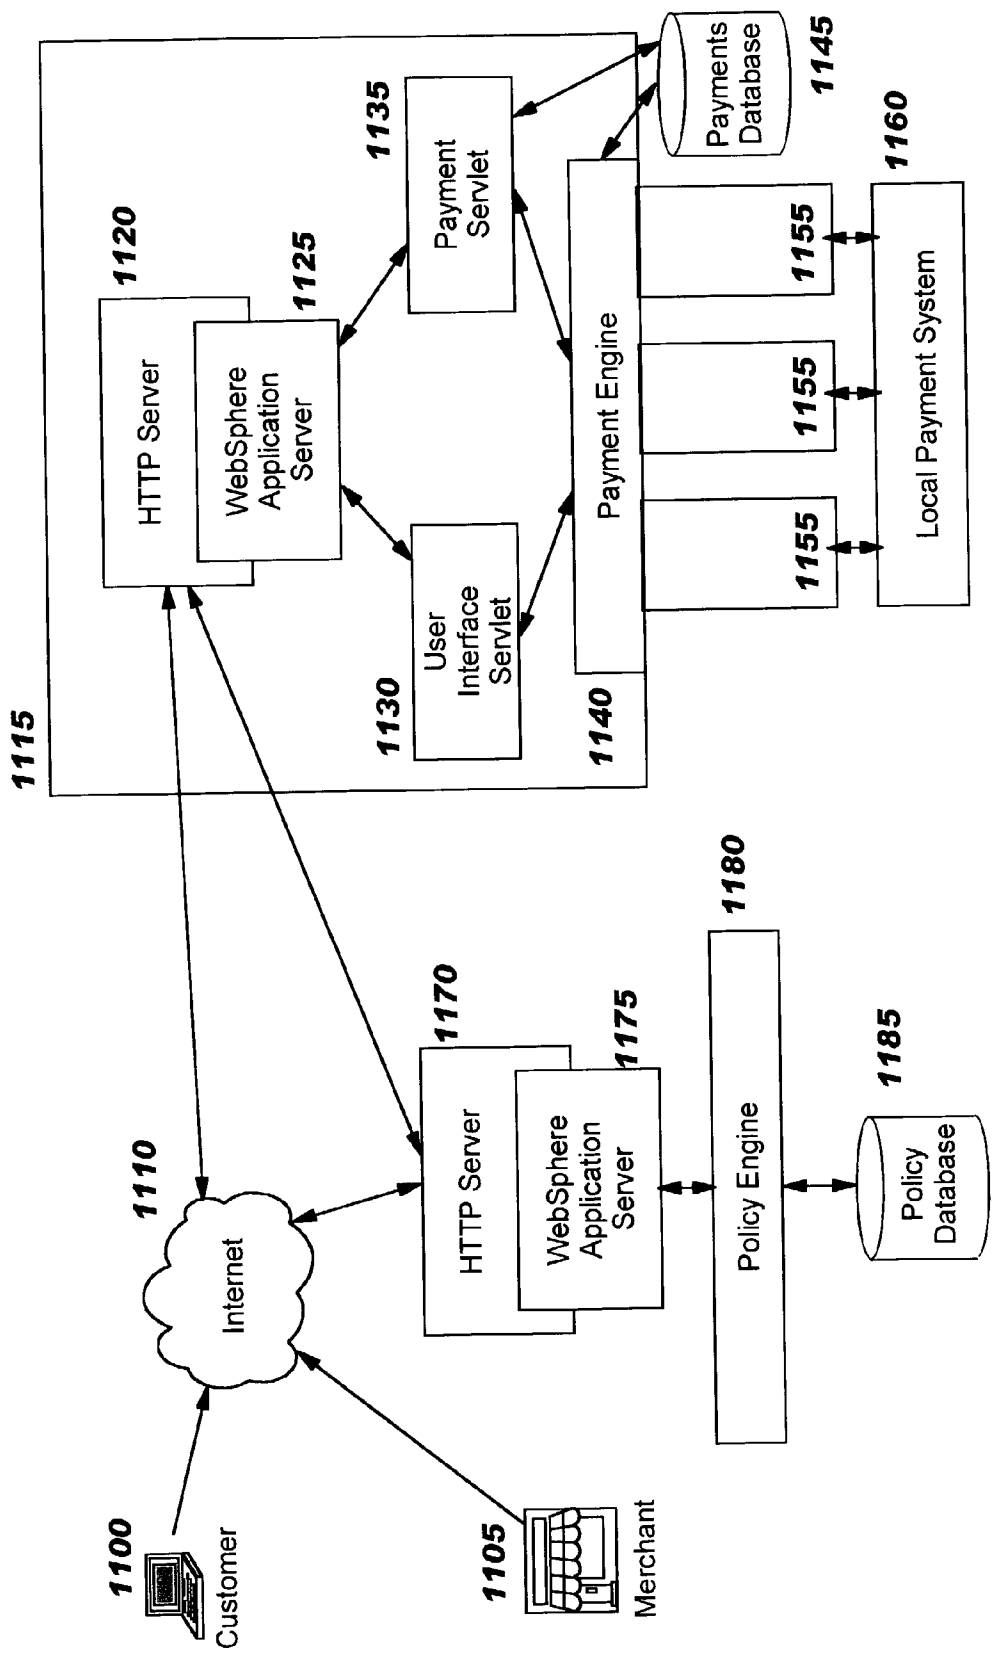 1100
Customer
1105
Merchant
1110
Internet
1170
HTTP Server
1175
WebSphere
Application
Server
1180
Policy Engine
1185
Policy
Database
1115
1120
HTTP Server
1125
WebSphere
Application
Server
1130
User
Interface
Servlet
1135
Payment
Servlet
1140
Payment Engine
1145
Payments
Database
1155
1155
1155
1160
Local Payment System